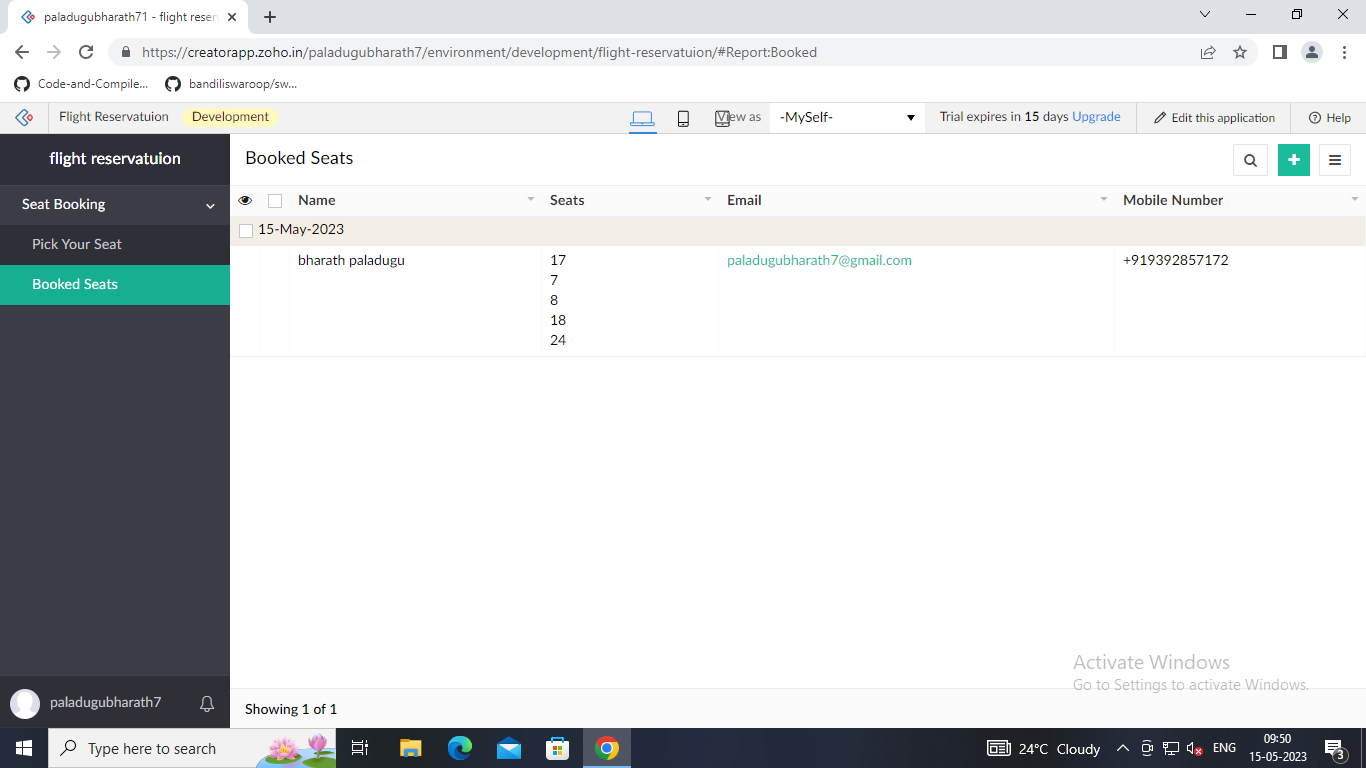 paladugubharath71 - flight reser
https://creatorapp.zoho.in/paladugubharath7/environment/development/flight-reservatuion/#Report:Booked
Code-and-Compile... bandiliswaroop/sw...
Flight Reservatuion Development View as -MySelf- Trial expires in 15 days Upgrade Edit this application Help
flight reservatuion
Booked Seats
Seat Booking
Pick Your Seat
Booked Seats
Name Seats Email Mobile Number
15-May-2023
bharath paladugu 17 paladugubharath7@gmail.com +919392857172
7
8
18
24
Activate Windows
Go to Settings to activate Windows.
paladugubharath7
Showing 1 of 1
Type here to search 24°C Cloudy ENG 09:50
15-05-2023 3